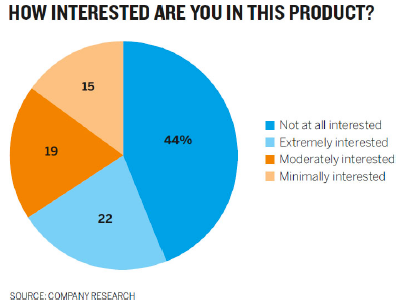 HOW INTERESTED ARE YOU IN THIS PRODUCT?
15
44%
19
22
Not at all interested
Extremely interested
Moderately interested
Minimally interested
SOURCE: COMPANY RESEARCH